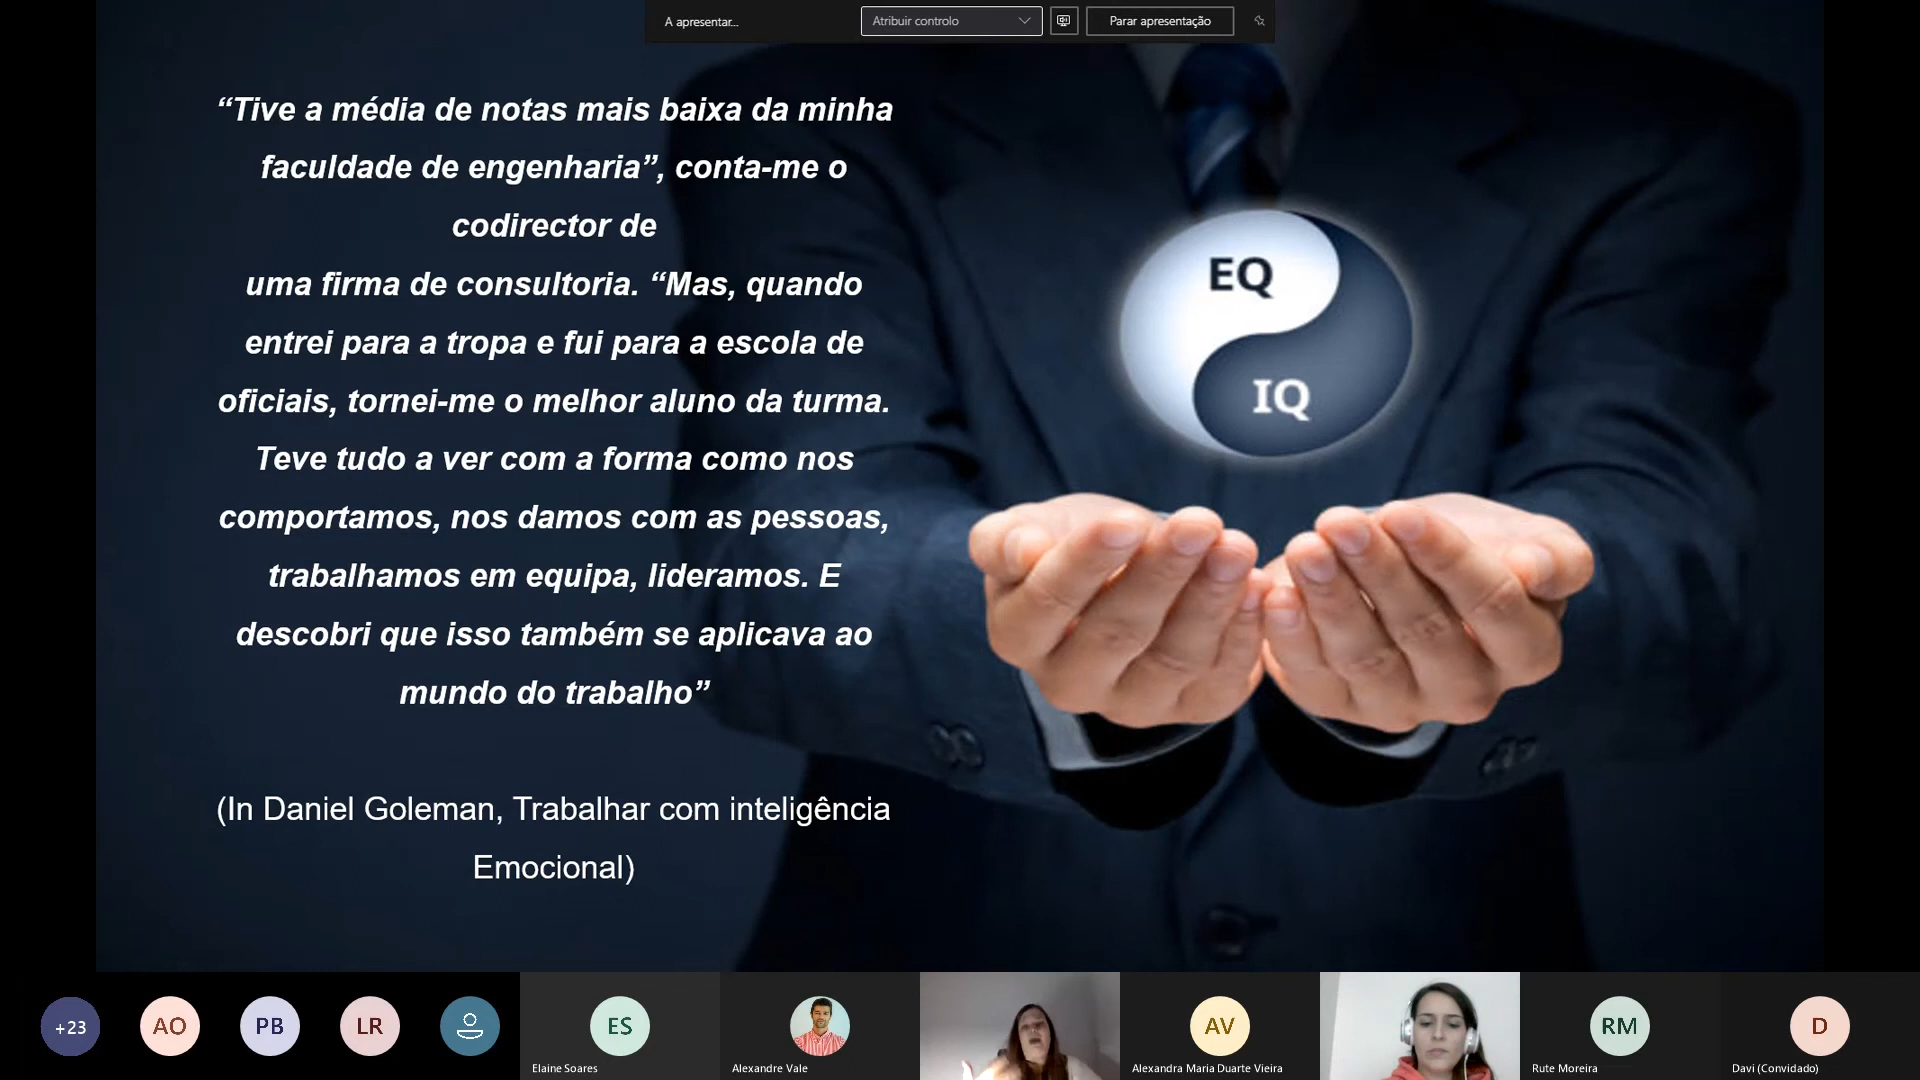 A apresentar...
Atribuir controlo
Parar apresentação
“Tive a média de notas mais baixa da minha
faculdade de engenharia”, conta-me o
codirector de
uma firma de consultoria. “Mas, quando
entrei para a tropa e fui para a escola de
oficiais, tornei-me o melhor aluno da turma.
Teve tudo a ver com a forma como nos
comportamos, nos damos com as pessoas,
trabalhamos em equipa, lideramos. E
descobri que isso também se aplicava ao
mundo do trabalho”
(In Daniel Goleman, Trabalhar com inteligência
Emocional)
EQ
IQ
+23
AO
PB
LR
ES
Elaine Soares
Alexandre Vale
AV
Alexandra Maria Duarte Vieira
RM
Rute Moreira
D
Davi (Convidado)